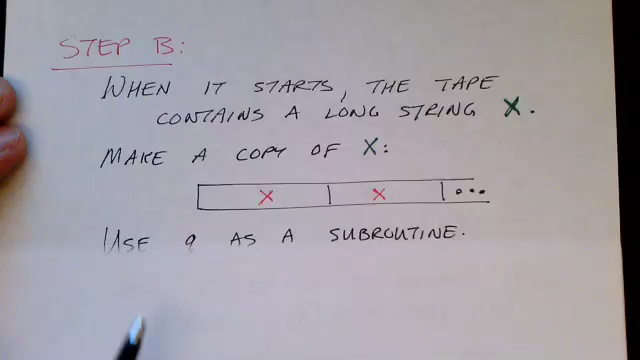 STEP B:
WHEN IT STARTS, THE TAPE
CONTAINS A LONG STRING X.
MAKE A COPY OF X:
X X ...
USE q AS A SUBROUTINE.